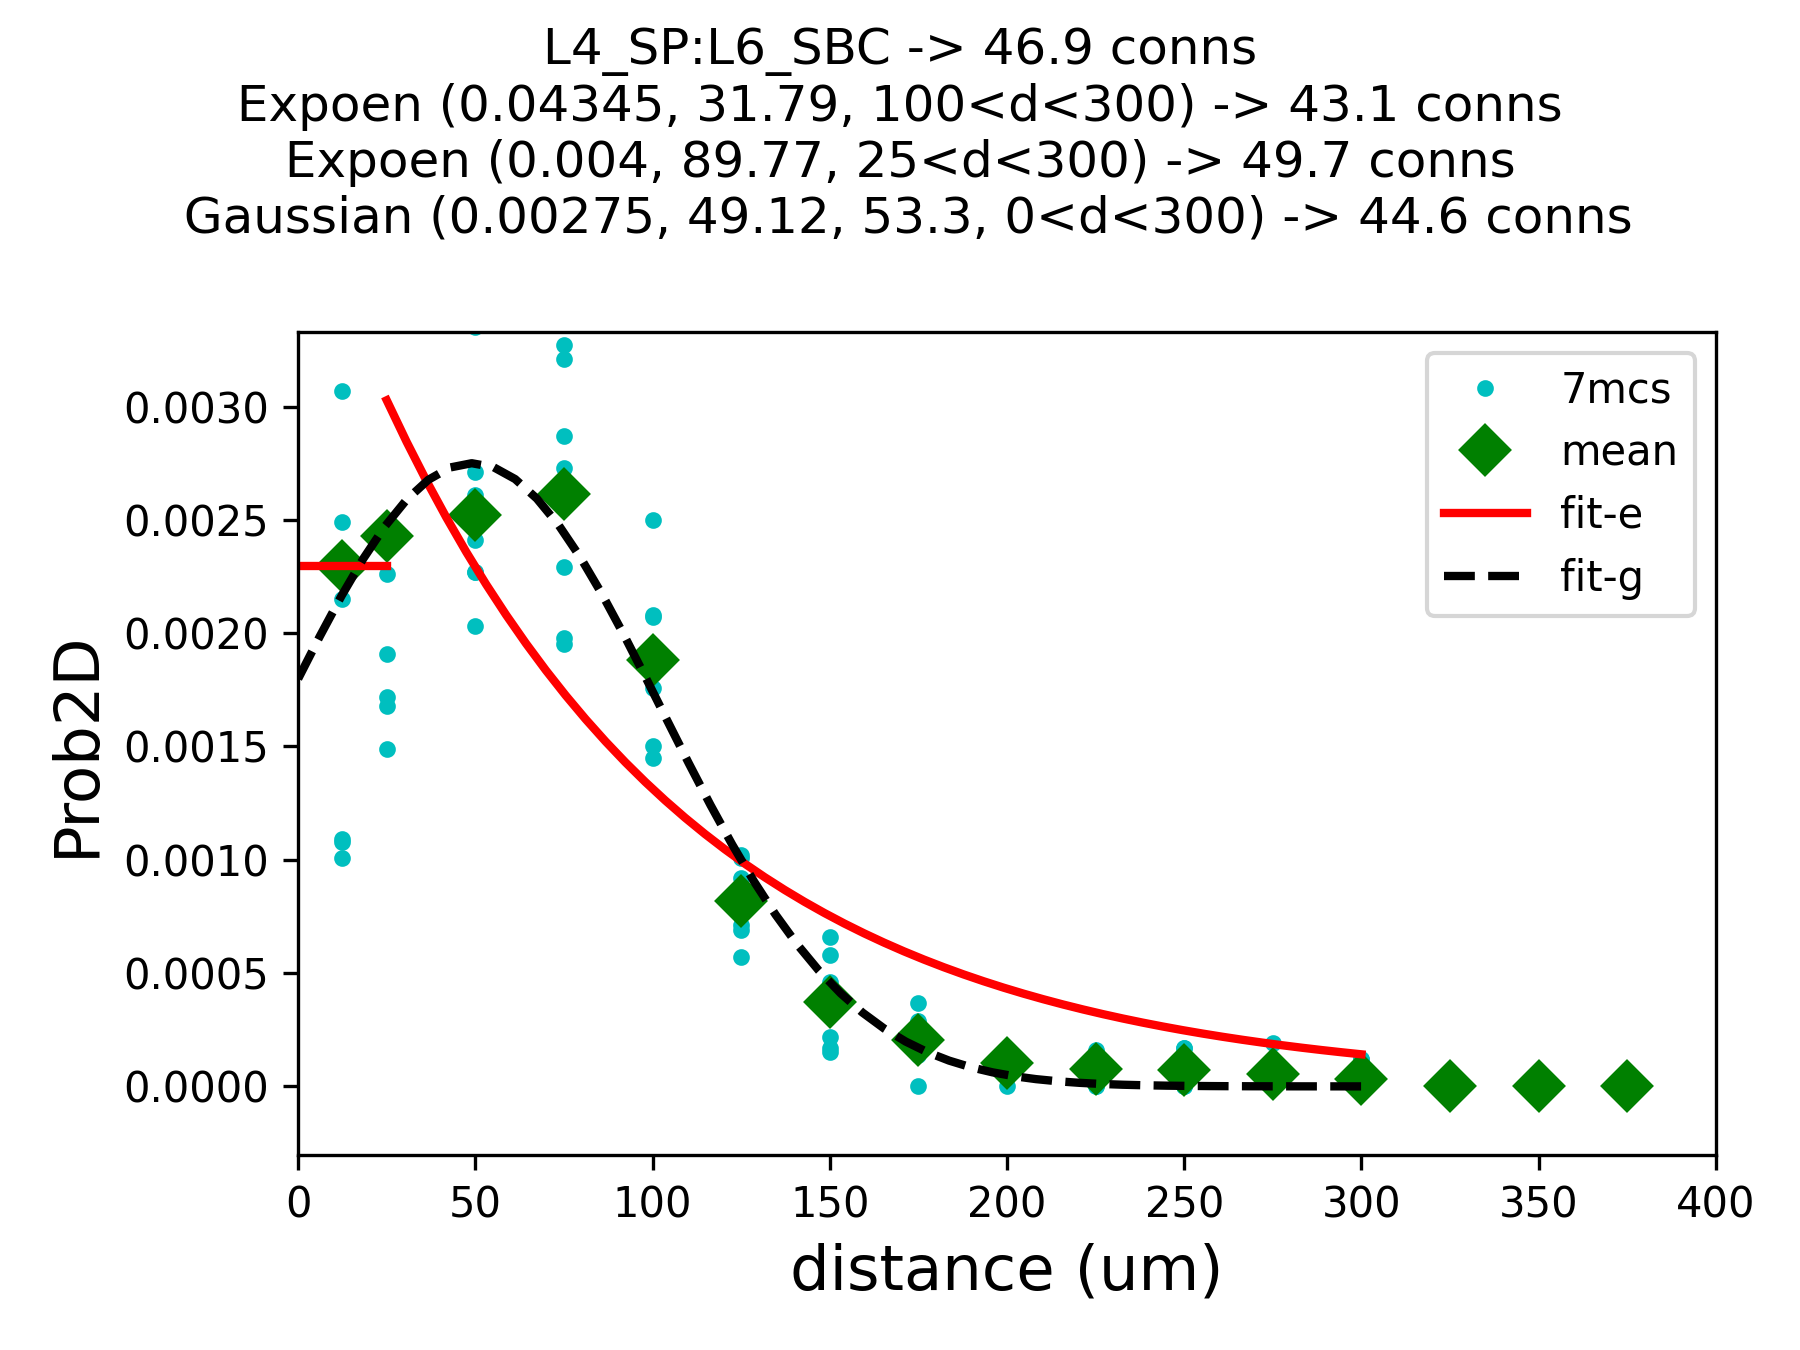 L4_SP:L6_SBC -> 46.9 conns
Expoen (0.04345, 31.79, 100<d<300) -> 43.1 conns
Expoen (0.004, 89.77, 25<d<300) -> 49.7 conns
Gaussian (0.00275, 49.12, 53.3, 0<d<300) -> 44.6 conns
7mcs
mean
fit-e
fit-g
Prob2D
0.0030
0.0025
0.0020
0.0015
0.0010
0.0005
0.0000
0 50 100 150 200 250 300 350 400
distance (um)